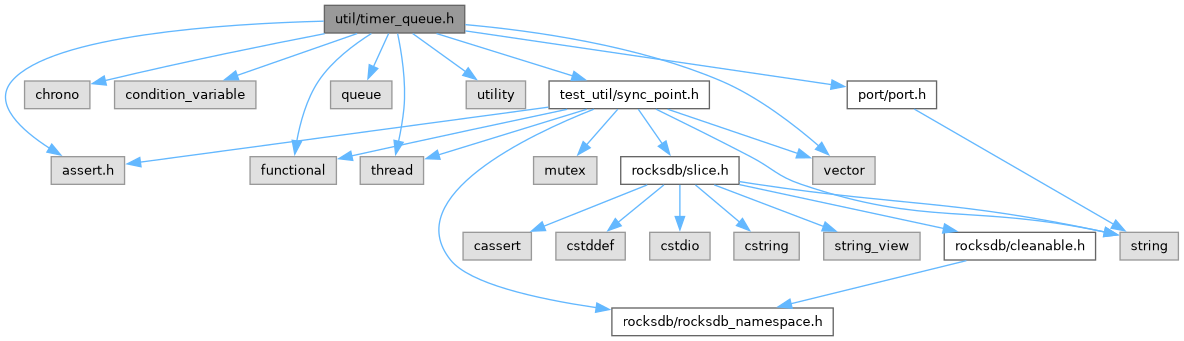 util/timer_queue.h
chrono
condition_variable
queue
utility
test_util/sync_point.h
port/port.h
assert.h
functional
thread
mutex
rocksdb/slice.h
vector
cassert
cstddef
cstdio
cstring
string_view
rocksdb/cleanable.h
string
rocksdb/rocksdb_namespace.h